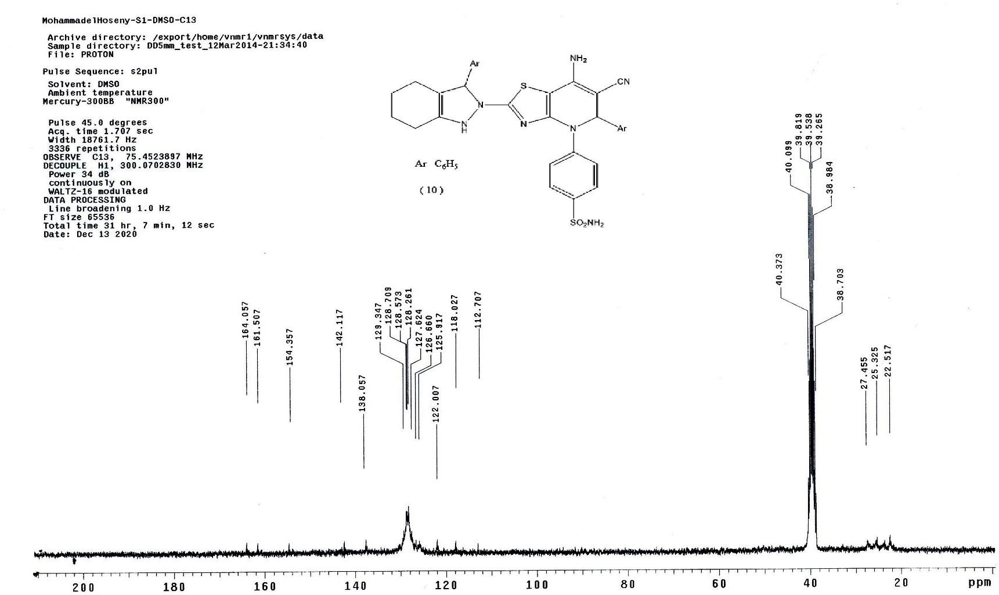 MohammadelHoseny-S1-DMSO-C13
Archive directory: /export/home/vnmr1/vnmrsys/data
Sample directory: DD5mm_test_12Mar2014-21:34:40
File: PROTON
Pulse Sequence: s2pul
Solvent: DMSO
Ambient temperature
Mercury-300BB "NMR300"
Pulse 45.0 degrees
Acq. time 1.707 sec
Width 18761.7 Hz
3336 repetitions
OBSERVE C13, 75.4523897 MHz
DECOUPLE H1, 300.0702830 MHz
Power 34 dB
continuously on
WALTZ-16 modulated
DATA PROCESSING
Line broadening 1.0 Hz
FT size 65536
Total time 31 hr, 7 min, 12 sec
Date: Dec 13 2020
Ar
NH₂
CN
S
N
N
NH
N
Ar
Ar C₆H₅
(10)
SO₂NH₂
164.057
161.507
154.357
142.117
138.057
129.347
128.709
128.573
128.261
127.624
126.660
125.917
122.007
118.027
112.707
40.373
40.099
39.819
39.538
39.265
38.984
38.703
27.455
25.325
22.517
200
180
160
140
120
100
80
60
40
20
ppm